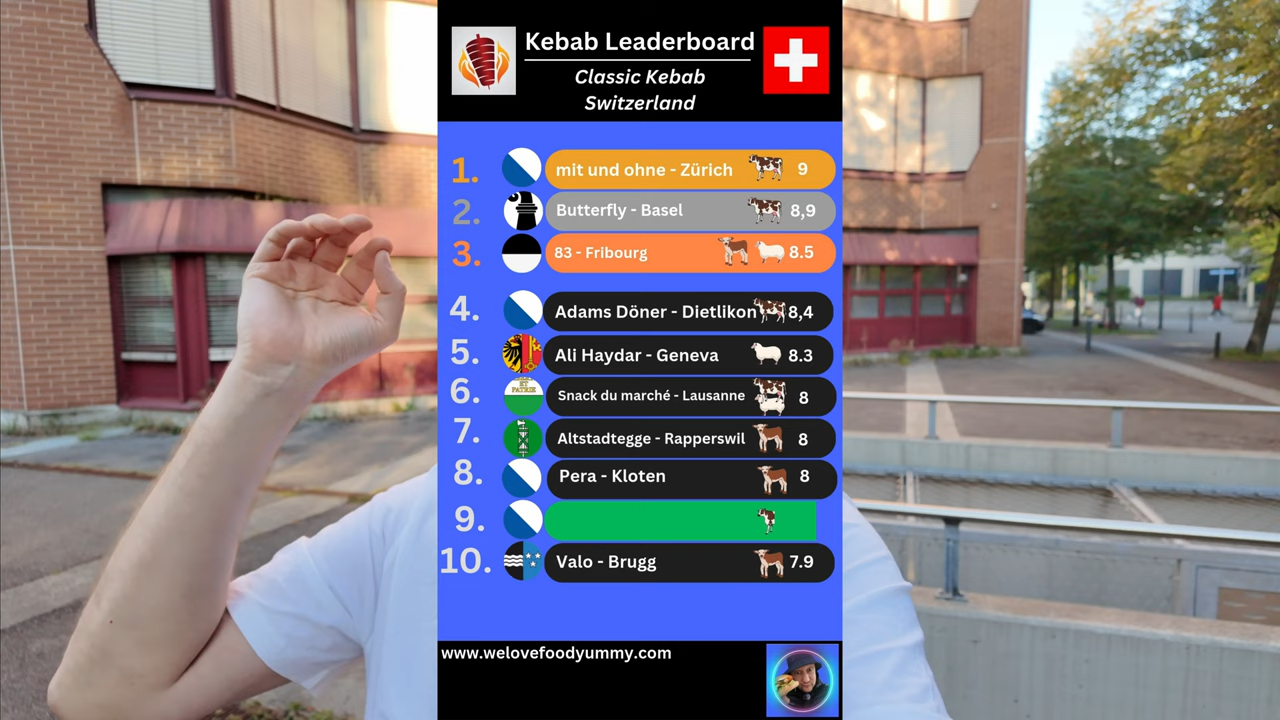 Kebab Leaderboard
Classic Kebab
Switzerland
1. mit und ohne - Zürich 9
2. Butterfly - Basel 8,9
3. 83 - Fribourg 8.5
4. Adams Döner - Dietlikon 8,4
5. Ali Haydar - Geneva 8.3
6. ET PATRIE Snack du marché - Lausanne 8
7. Altstadtegge - Rapperswil 8
8. Pera - Kloten 8
9.
10. Valo - Brugg 7.9
www.welovefoodyummy.com